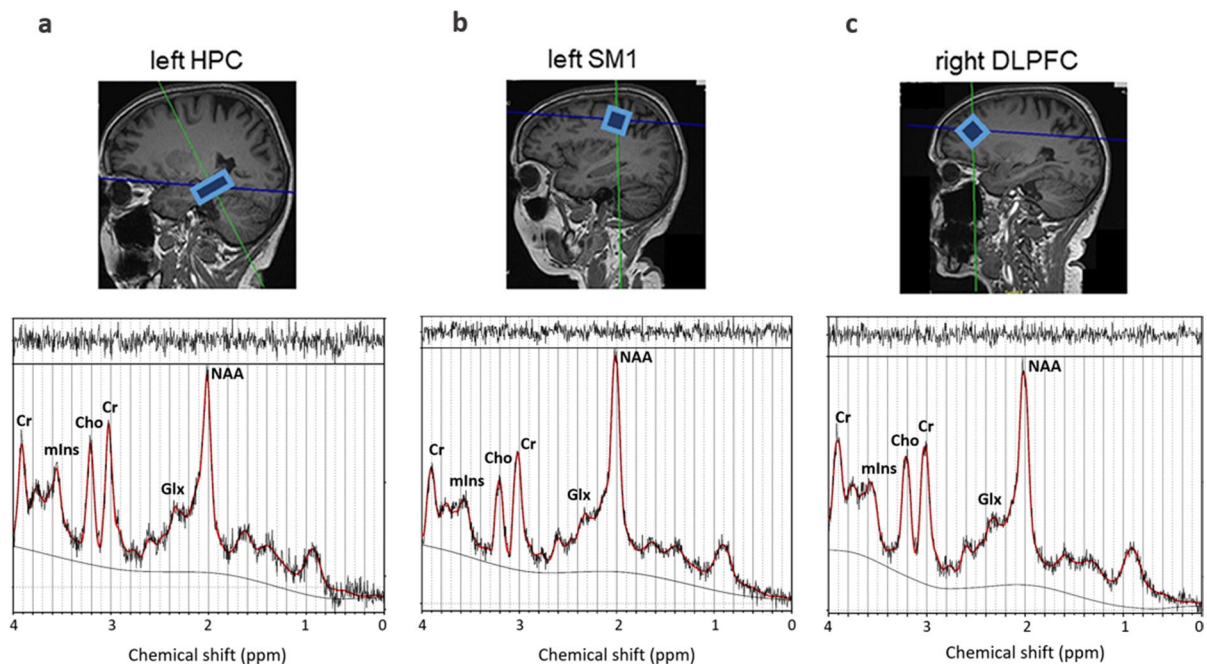 a
left HPC
b
left SM1
c
right DLPFC
Cr
mIns
Cho
Cr
Glx
NAA
4
3
2
1
0
Chemical shift (ppm)
Cr
mIns
Cho
Cr
Glx
NAA
4
3
2
1
0
Chemical shift (ppm)
Cr
mIns
Cho
Cr
Glx
NAA
4
3
2
1
0
Chemical shift (ppm)